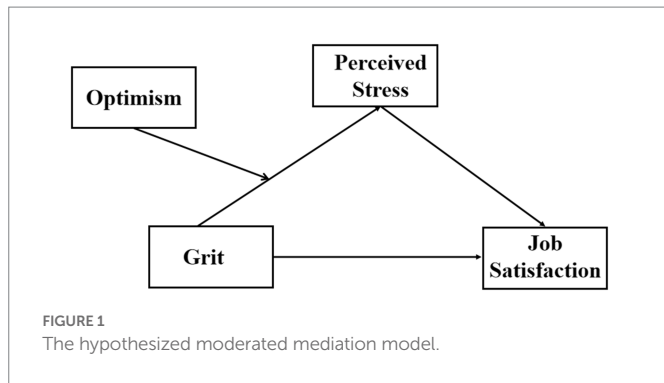 Perceived
Stress
Optimism
Grit
Job
Satisfaction
FIGURE 1
The hypothesized moderated mediation model.